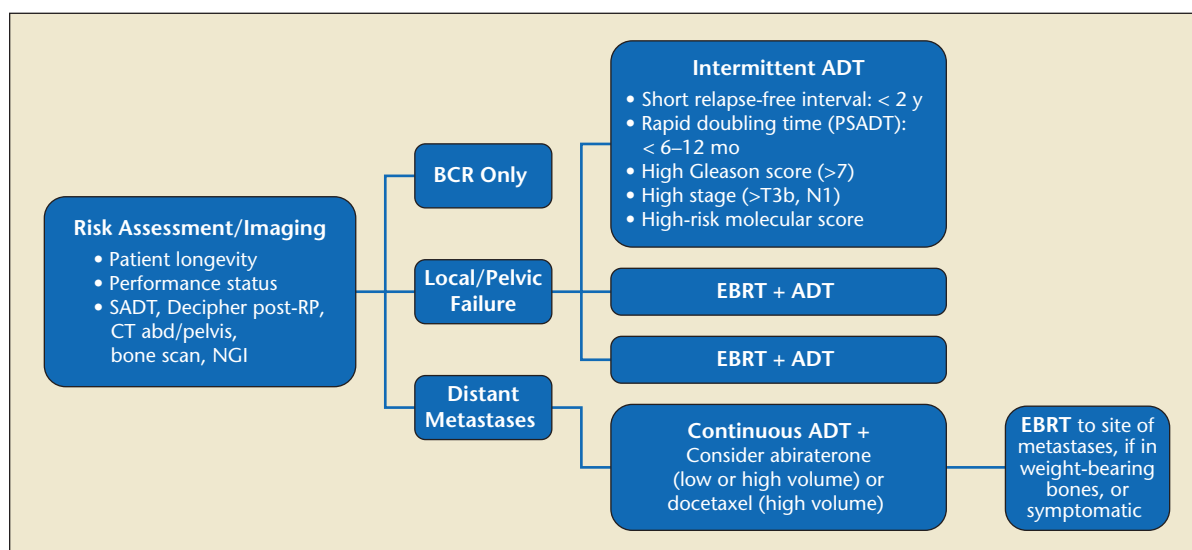 Risk Assessment/Imaging
• Patient longevity
• Performance status
• SADT, Decipher post-RP,
CT abd/pelvis,
bone scan, NGI
BCR Only
Local/Pelvic
Failure
Distant
Metastases
Intermittent ADT
• Short relapse-free interval: < 2 y
• Rapid doubling time (PSADT):
< 6–12 mo
• High Gleason score (>7)
• High stage (>T3b, N1)
• High-risk molecular score
EBRT + ADT
EBRT + ADT
Continuous ADT +
Consider abiraterone
(low or high volume) or
docetaxel (high volume)
EBRT to site of
metastases, if in
weight-bearing
bones, or
symptomatic